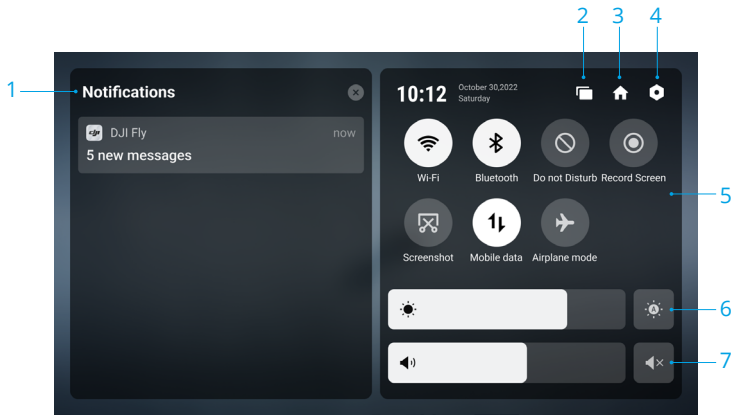 2 3 4
1
Notifications
10:12
October 30,2022
Saturday
DJI Fly now
5 new messages
Wi-Fi Bluetooth Do not Disturb Record Screen
5
Screenshot Mobile data Airplane mode
A
6
7